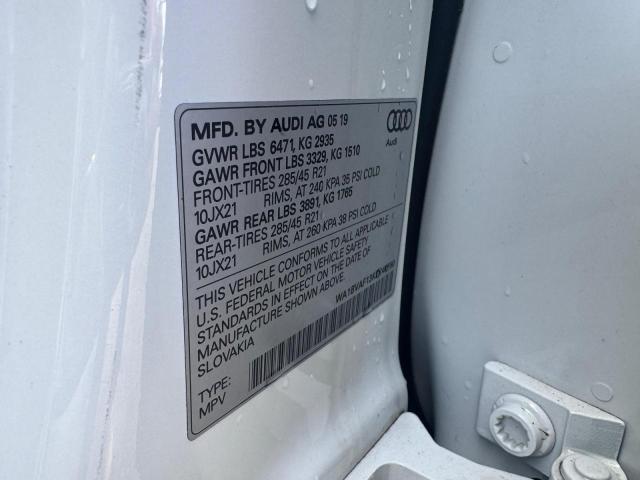 MFD. BY AUDI AG 05 19
Audi
GVWR LBS 6471, KG 2935
GAWR FRONT LBS 3329, KG 1510
FRONT-TIRES 285/45 R21
10JX21 RIMS, AT 240 KPA 35 PSI COLD
GAWR REAR LBS 3891, KG 1765
REAR-TIRES 285/45 R21
10JX21 RIMS, AT 260 KPA 38 PSI COLD
THIS VEHICLE CONFORMS TO ALL APPLICABLE
U.S. FEDERAL MOTOR VEHICLE SAFETY
STANDARDS IN EFFECT ON THE DATE OF
MANUFACTURE SHOWN ABOVE.
SLOVAKIA
TYPE:
MPV